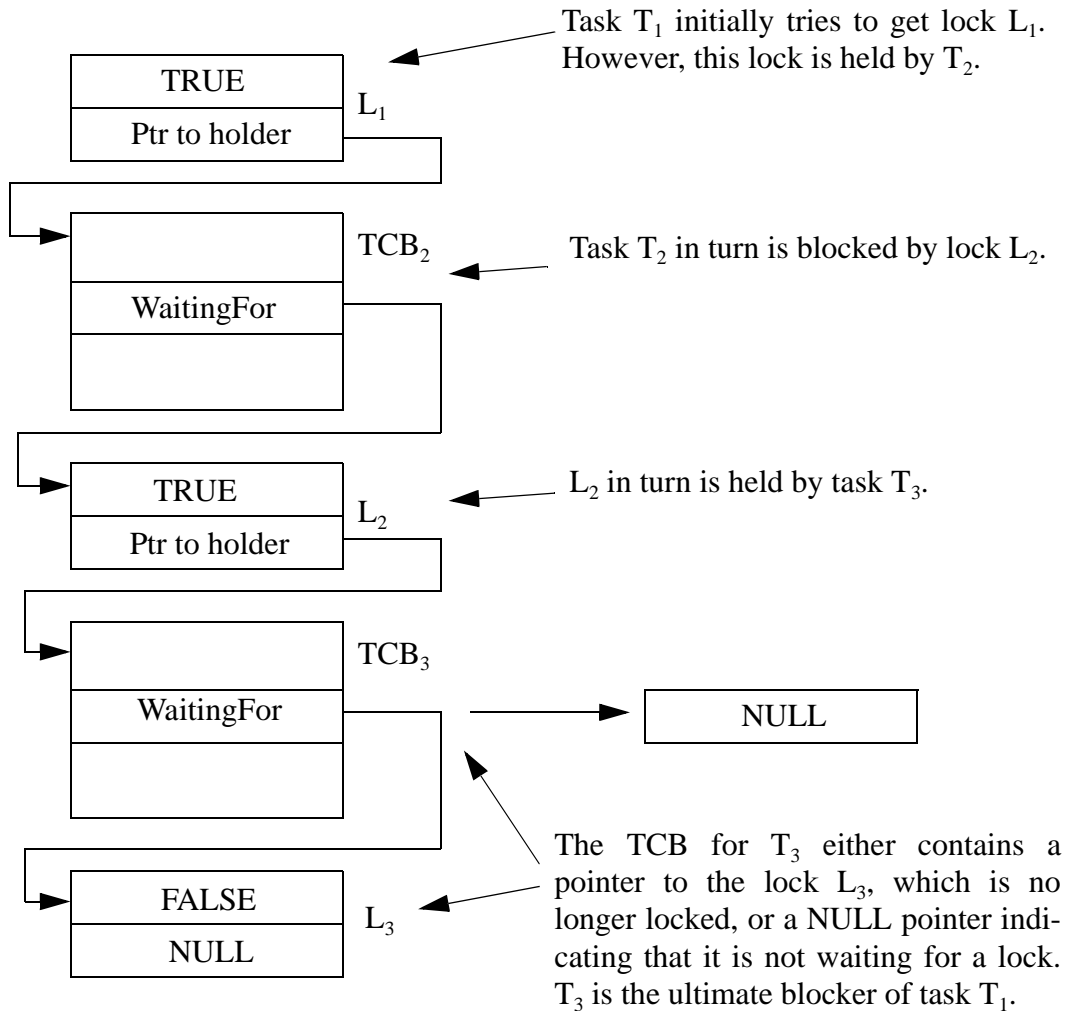 Task T₁ initially tries to get lock L₁.
However, this lock is held by T₂.
TRUE
L₁
Ptr to holder
TCB₂
Task T₂ in turn is blocked by lock L₂.
WaitingFor
TRUE
L₂ in turn is held by task T₃.
L₂
Ptr to holder
TCB₃
WaitingFor
NULL
The TCB for T₃ either contains a
pointer to the lock L₃, which is no
longer locked, or a NULL pointer indi-
cating that it is not waiting for a lock.
T₃ is the ultimate blocker of task T₁.
FALSE
L₃
NULL